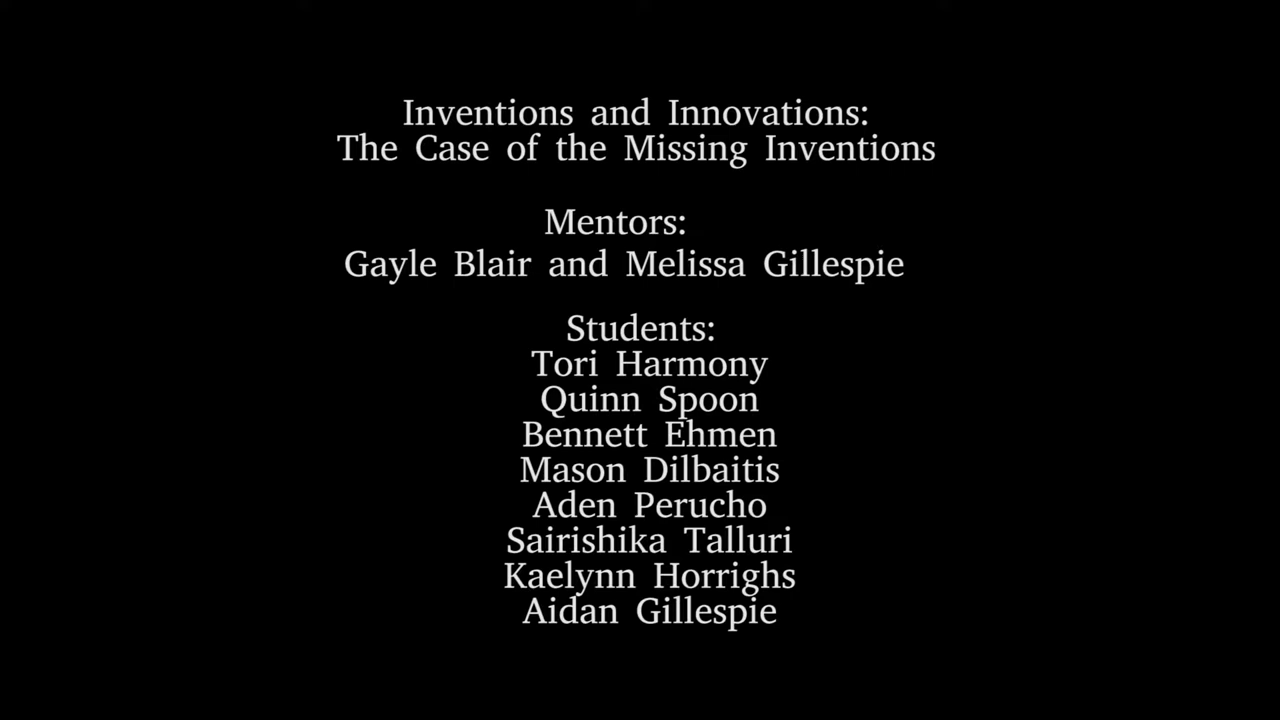 Inventions and Innovations:
The Case of the Missing Inventions
Mentors:
Gayle Blair and Melissa Gillespie
Students:
Tori Harmony
Quinn Spoon
Bennett Ehmen
Mason Dilbaitis
Aden Perucho
Sairishika Talluri
Kaelynn Horrighs
Aidan Gillespie